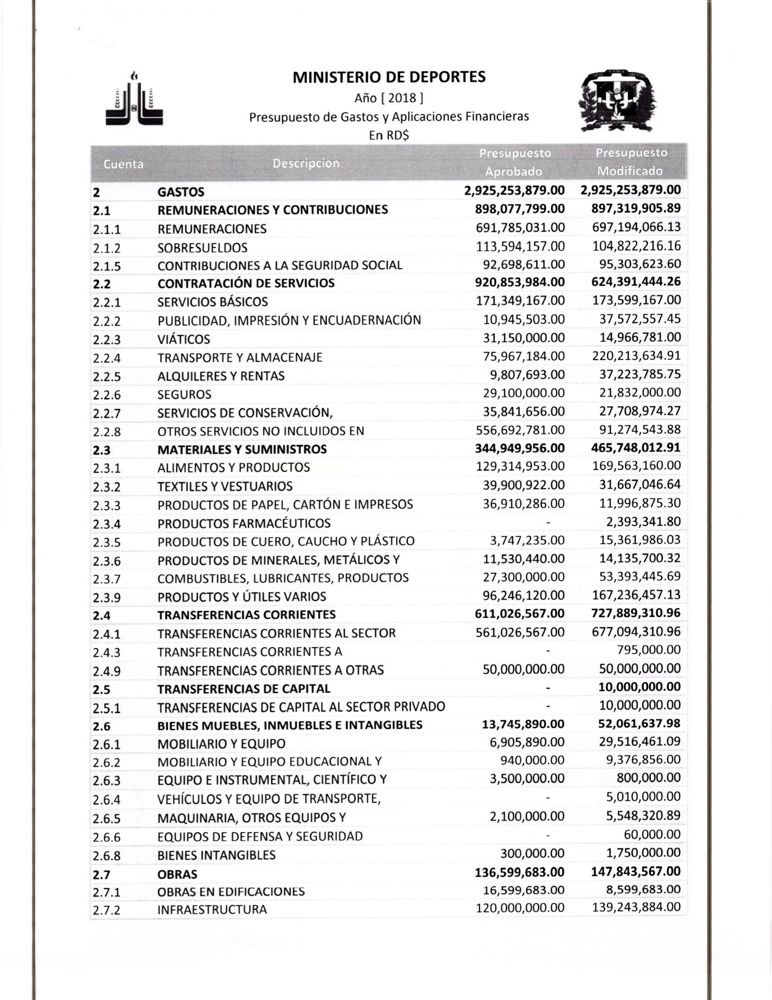 MINISTERIO DE DEPORTES
Año [ 2018 ]
Presupuesto de Gastos y Aplicaciones Financieras
En RD$
Cuenta Descripcion Presupuesto Aprobado Presupuesto Modificado
2 GASTOS 2,925,253,879.00 2,925,253,879.00
2.1 REMUNERACIONES Y CONTRIBUCIONES 898,077,799.00 897,319,905.89
2.1.1 REMUNERACIONES 691,785,031.00 697,194,066.13
2.1.2 SOBRESUELDOS 113,594,157.00 104,822,216.16
2.1.5 CONTRIBUCIONES A LA SEGURIDAD SOCIAL 92,698,611.00 95,303,623.60
2.2 CONTRATACIÓN DE SERVICIOS 920,853,984.00 624,391,444.26
2.2.1 SERVICIOS BÁSICOS 171,349,167.00 173,599,167.00
2.2.2 PUBLICIDAD, IMPRESIÓN Y ENCUADERNACIÓN 10,945,503.00 37,572,557.45
2.2.3 VIÁTICOS 31,150,000.00 14,966,781.00
2.2.4 TRANSPORTE Y ALMACENAJE 75,967,184.00 220,213,634.91
2.2.5 ALQUILERES Y RENTAS 9,807,693.00 37,223,785.75
2.2.6 SEGUROS 29,100,000.00 21,832,000.00
2.2.7 SERVICIOS DE CONSERVACIÓN, 35,841,656.00 27,708,974.27
2.2.8 OTROS SERVICIOS NO INCLUIDOS EN 556,692,781.00 91,274,543.88
2.3 MATERIALES Y SUMINISTROS 344,949,956.00 465,748,012.91
2.3.1 ALIMENTOS Y PRODUCTOS 129,314,953.00 169,563,160.00
2.3.2 TEXTILES Y VESTUARIOS 39,900,922.00 31,667,046.64
2.3.3 PRODUCTOS DE PAPEL, CARTÓN E IMPRESOS 36,910,286.00 11,996,875.30
2.3.4 PRODUCTOS FARMACÉUTICOS - 2,393,341.80
2.3.5 PRODUCTOS DE CUERO, CAUCHO Y PLÁSTICO 3,747,235.00 15,361,986.03
2.3.6 PRODUCTOS DE MINERALES, METÁLICOS Y 11,530,440.00 14,135,700.32
2.3.7 COMBUSTIBLES, LUBRICANTES, PRODUCTOS 27,300,000.00 53,393,445.69
2.3.9 PRODUCTOS Y ÚTILES VARIOS 96,246,120.00 167,236,457.13
2.4 TRANSFERENCIAS CORRIENTES 611,026,567.00 727,889,310.96
2.4.1 TRANSFERENCIAS CORRIENTES AL SECTOR 561,026,567.00 677,094,310.96
2.4.3 TRANSFERENCIAS CORRIENTES A - 795,000.00
2.4.9 TRANSFERENCIAS CORRIENTES A OTRAS 50,000,000.00 50,000,000.00
2.5 TRANSFERENCIAS DE CAPITAL - 10,000,000.00
2.5.1 TRANSFERENCIAS DE CAPITAL AL SECTOR PRIVADO - 10,000,000.00
2.6 BIENES MUEBLES, INMUEBLES E INTANGIBLES 13,745,890.00 52,061,637.98
2.6.1 MOBILIARIO Y EQUIPO 6,905,890.00 29,516,461.09
2.6.2 MOBILIARIO Y EQUIPO EDUCACIONAL Y 940,000.00 9,376,856.00
2.6.3 EQUIPO E INSTRUMENTAL, CIENTÍFICO Y 3,500,000.00 800,000.00
2.6.4 VEHÍCULOS Y EQUIPO DE TRANSPORTE, - 5,010,000.00
2.6.5 MAQUINARIA, OTROS EQUIPOS Y 2,100,000.00 5,548,320.89
2.6.6 EQUIPOS DE DEFENSA Y SEGURIDAD - 60,000.00
2.6.8 BIENES INTANGIBLES 300,000.00 1,750,000.00
2.7 OBRAS 136,599,683.00 147,843,567.00
2.7.1 OBRAS EN EDIFICACIONES 16,599,683.00 8,599,683.00
2.7.2 INFRAESTRUCTURA 120,000,000.00 139,243,884.00